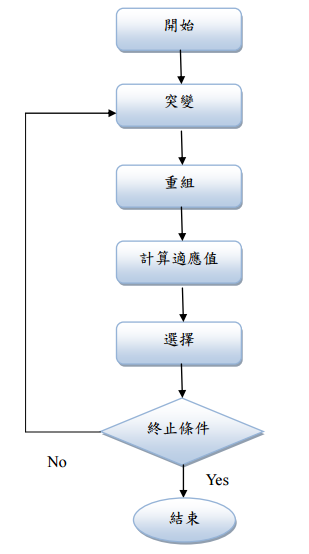 開始
突變
重組
計算適應值
選擇
終止條件
No
Yes
結束